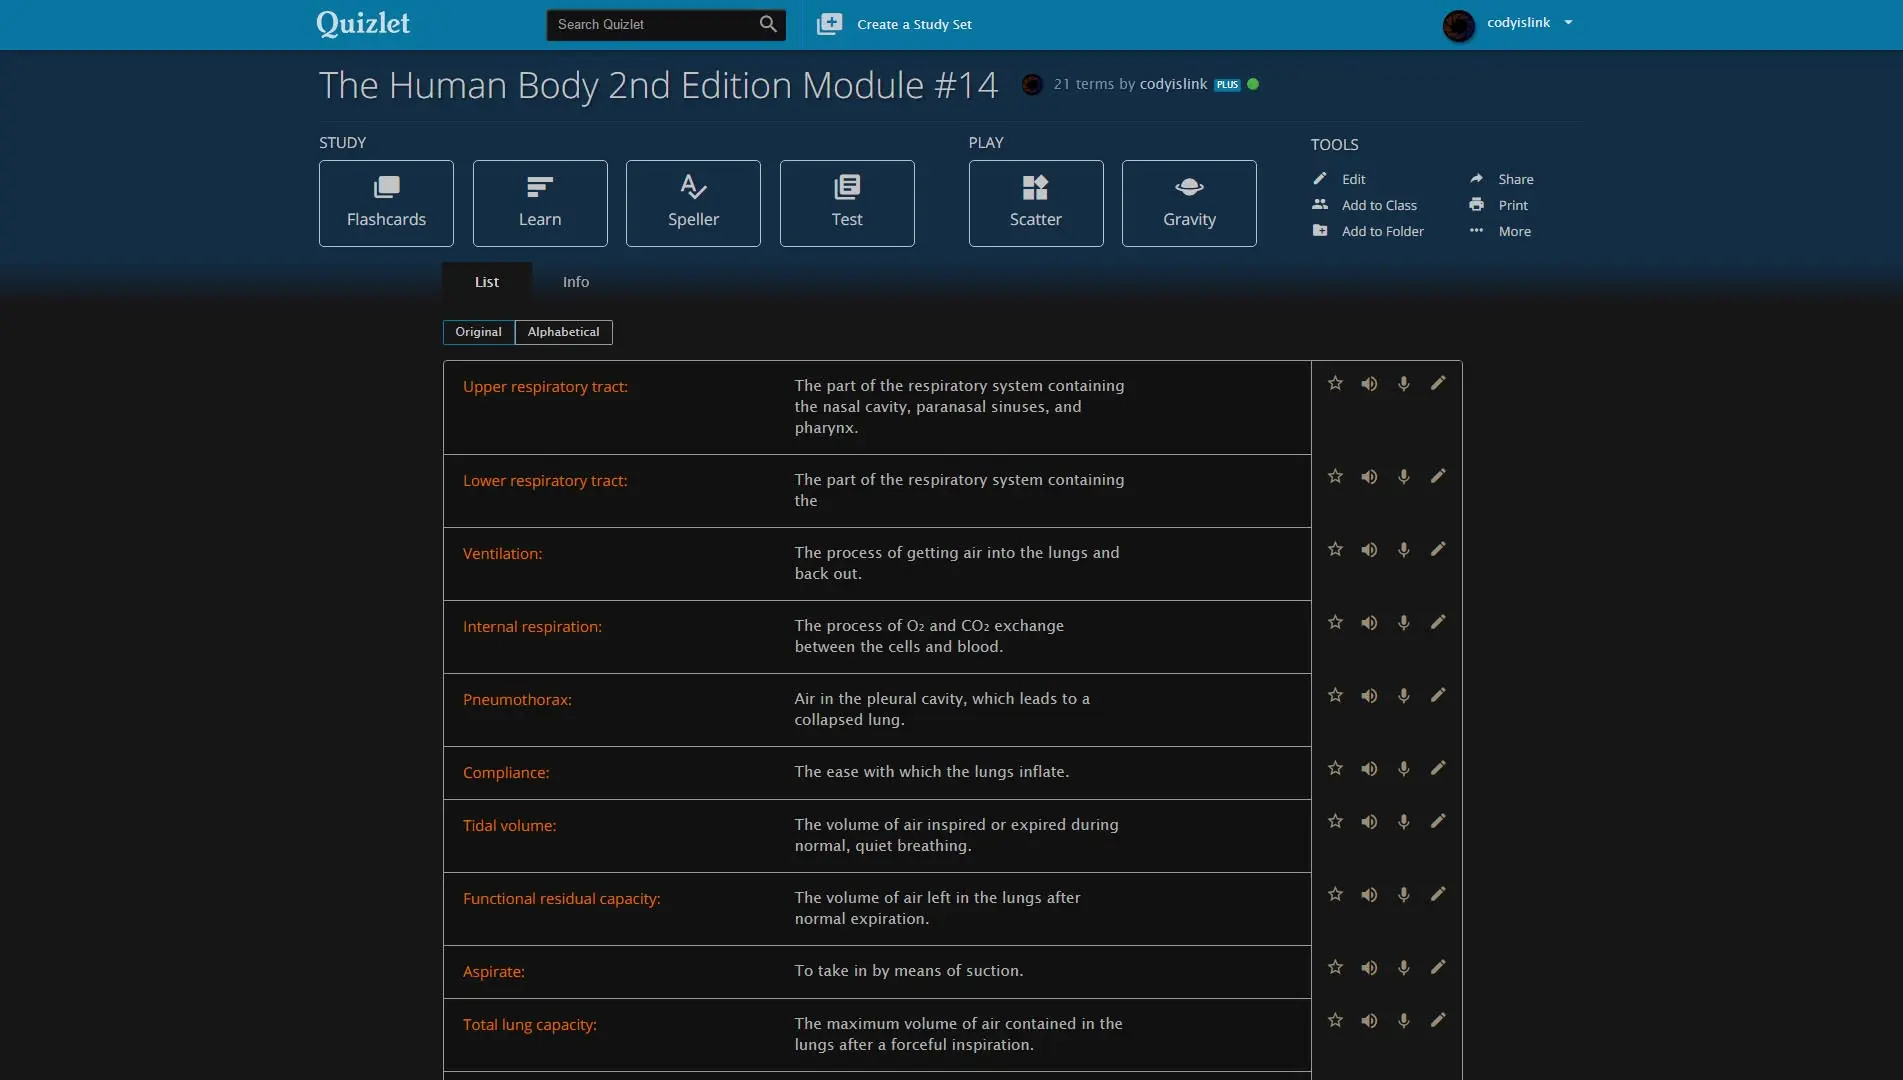 Quizlet
Search Quizlet
Create a Study Set
codyislink
The Human Body 2nd Edition Module #14
21 terms by codyislink PLUS
STUDY
PLAY
TOOLS
Flashcards
Learn
Speller
Test
Scatter
Gravity
Edit
Share
Add to Class
Print
Add to Folder
More
List
Info
Original
Alphabetical
Upper respiratory tract:
The part of the respiratory system containing
the nasal cavity, paranasal sinuses, and
pharynx.
Lower respiratory tract:
The part of the respiratory system containing
the
Ventilation:
The process of getting air into the lungs and
back out.
Internal respiration:
The process of O₂ and CO₂ exchange
between the cells and blood.
Pneumothorax:
Air in the pleural cavity, which leads to a
collapsed lung.
Compliance:
The ease with which the lungs inflate.
Tidal volume:
The volume of air inspired or expired during
normal, quiet breathing.
Functional residual capacity:
The volume of air left in the lungs after
normal expiration.
Aspirate:
To take in by means of suction.
Total lung capacity:
The maximum volume of air contained in the
lungs after a forceful inspiration.